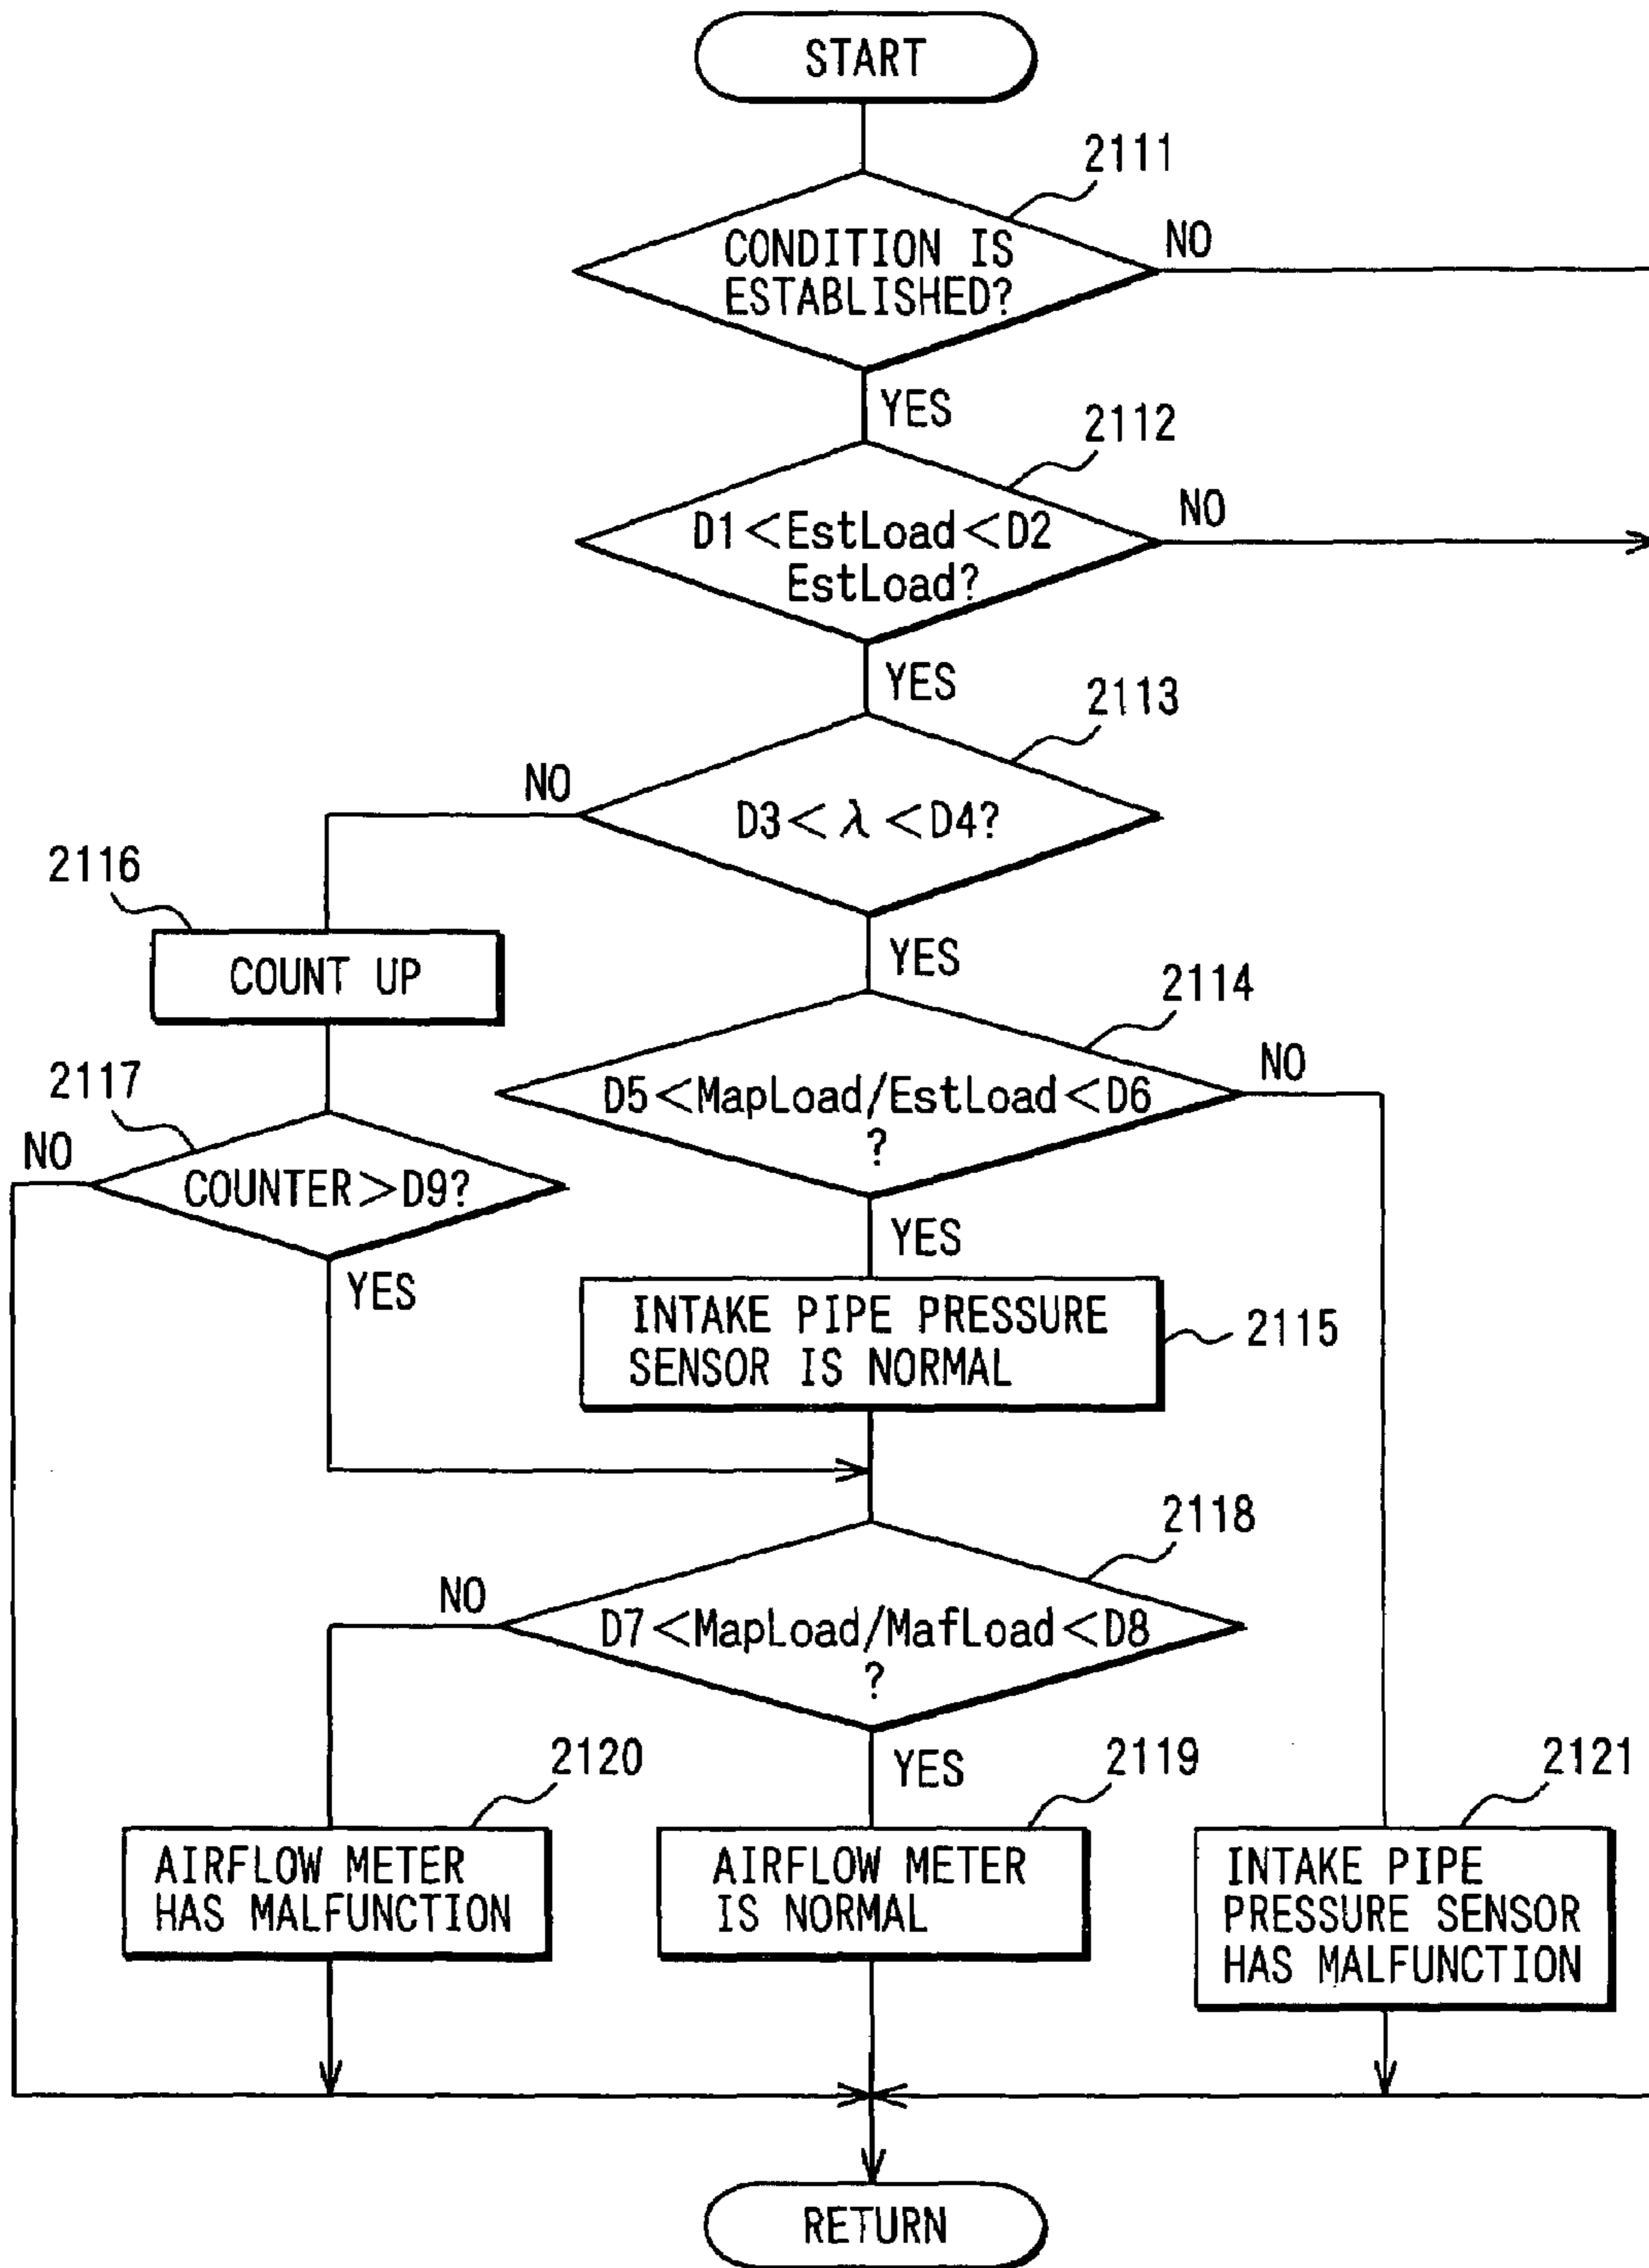 START
2111
CONDITION IS
ESTABLISHED?
NO
YES
2112
D1<EstLoad<D2
EstLoad?
NO
YES
2113
D3<λ<D4?
NO
YES
2116
COUNT UP
2114
D5<MapLoad/EstLoad<D6
?
NO
2117
NO
COUNTER>D9?
YES
YES
INTAKE PIPE PRESSURE
SENSOR IS NORMAL
2115
2118
NO
D7<MapLoad/MafLoad<D8
?
YES
2120
AIRFLOW METER
HAS MALFUNCTION
2119
AIRFLOW METER
IS NORMAL
2121
INTAKE PIPE
PRESSURE SENSOR
HAS MALFUNCTION
RETURN